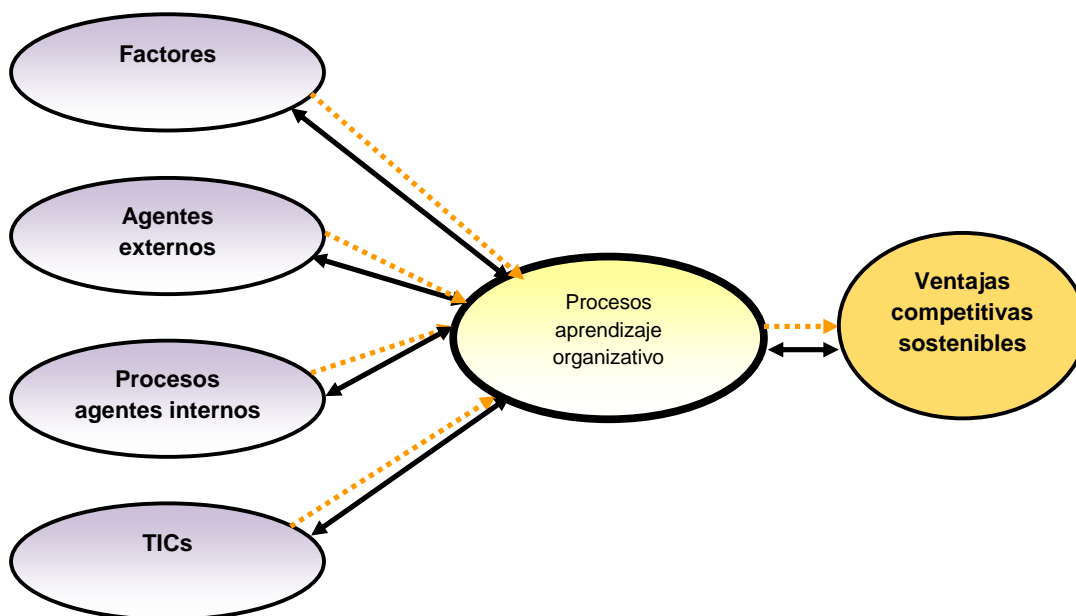 Factores
Agentes
externos
Procesos
agentes internos
TICs
Procesos
aprendizaje
organizativo
Ventajas
competitivas
sostenibles